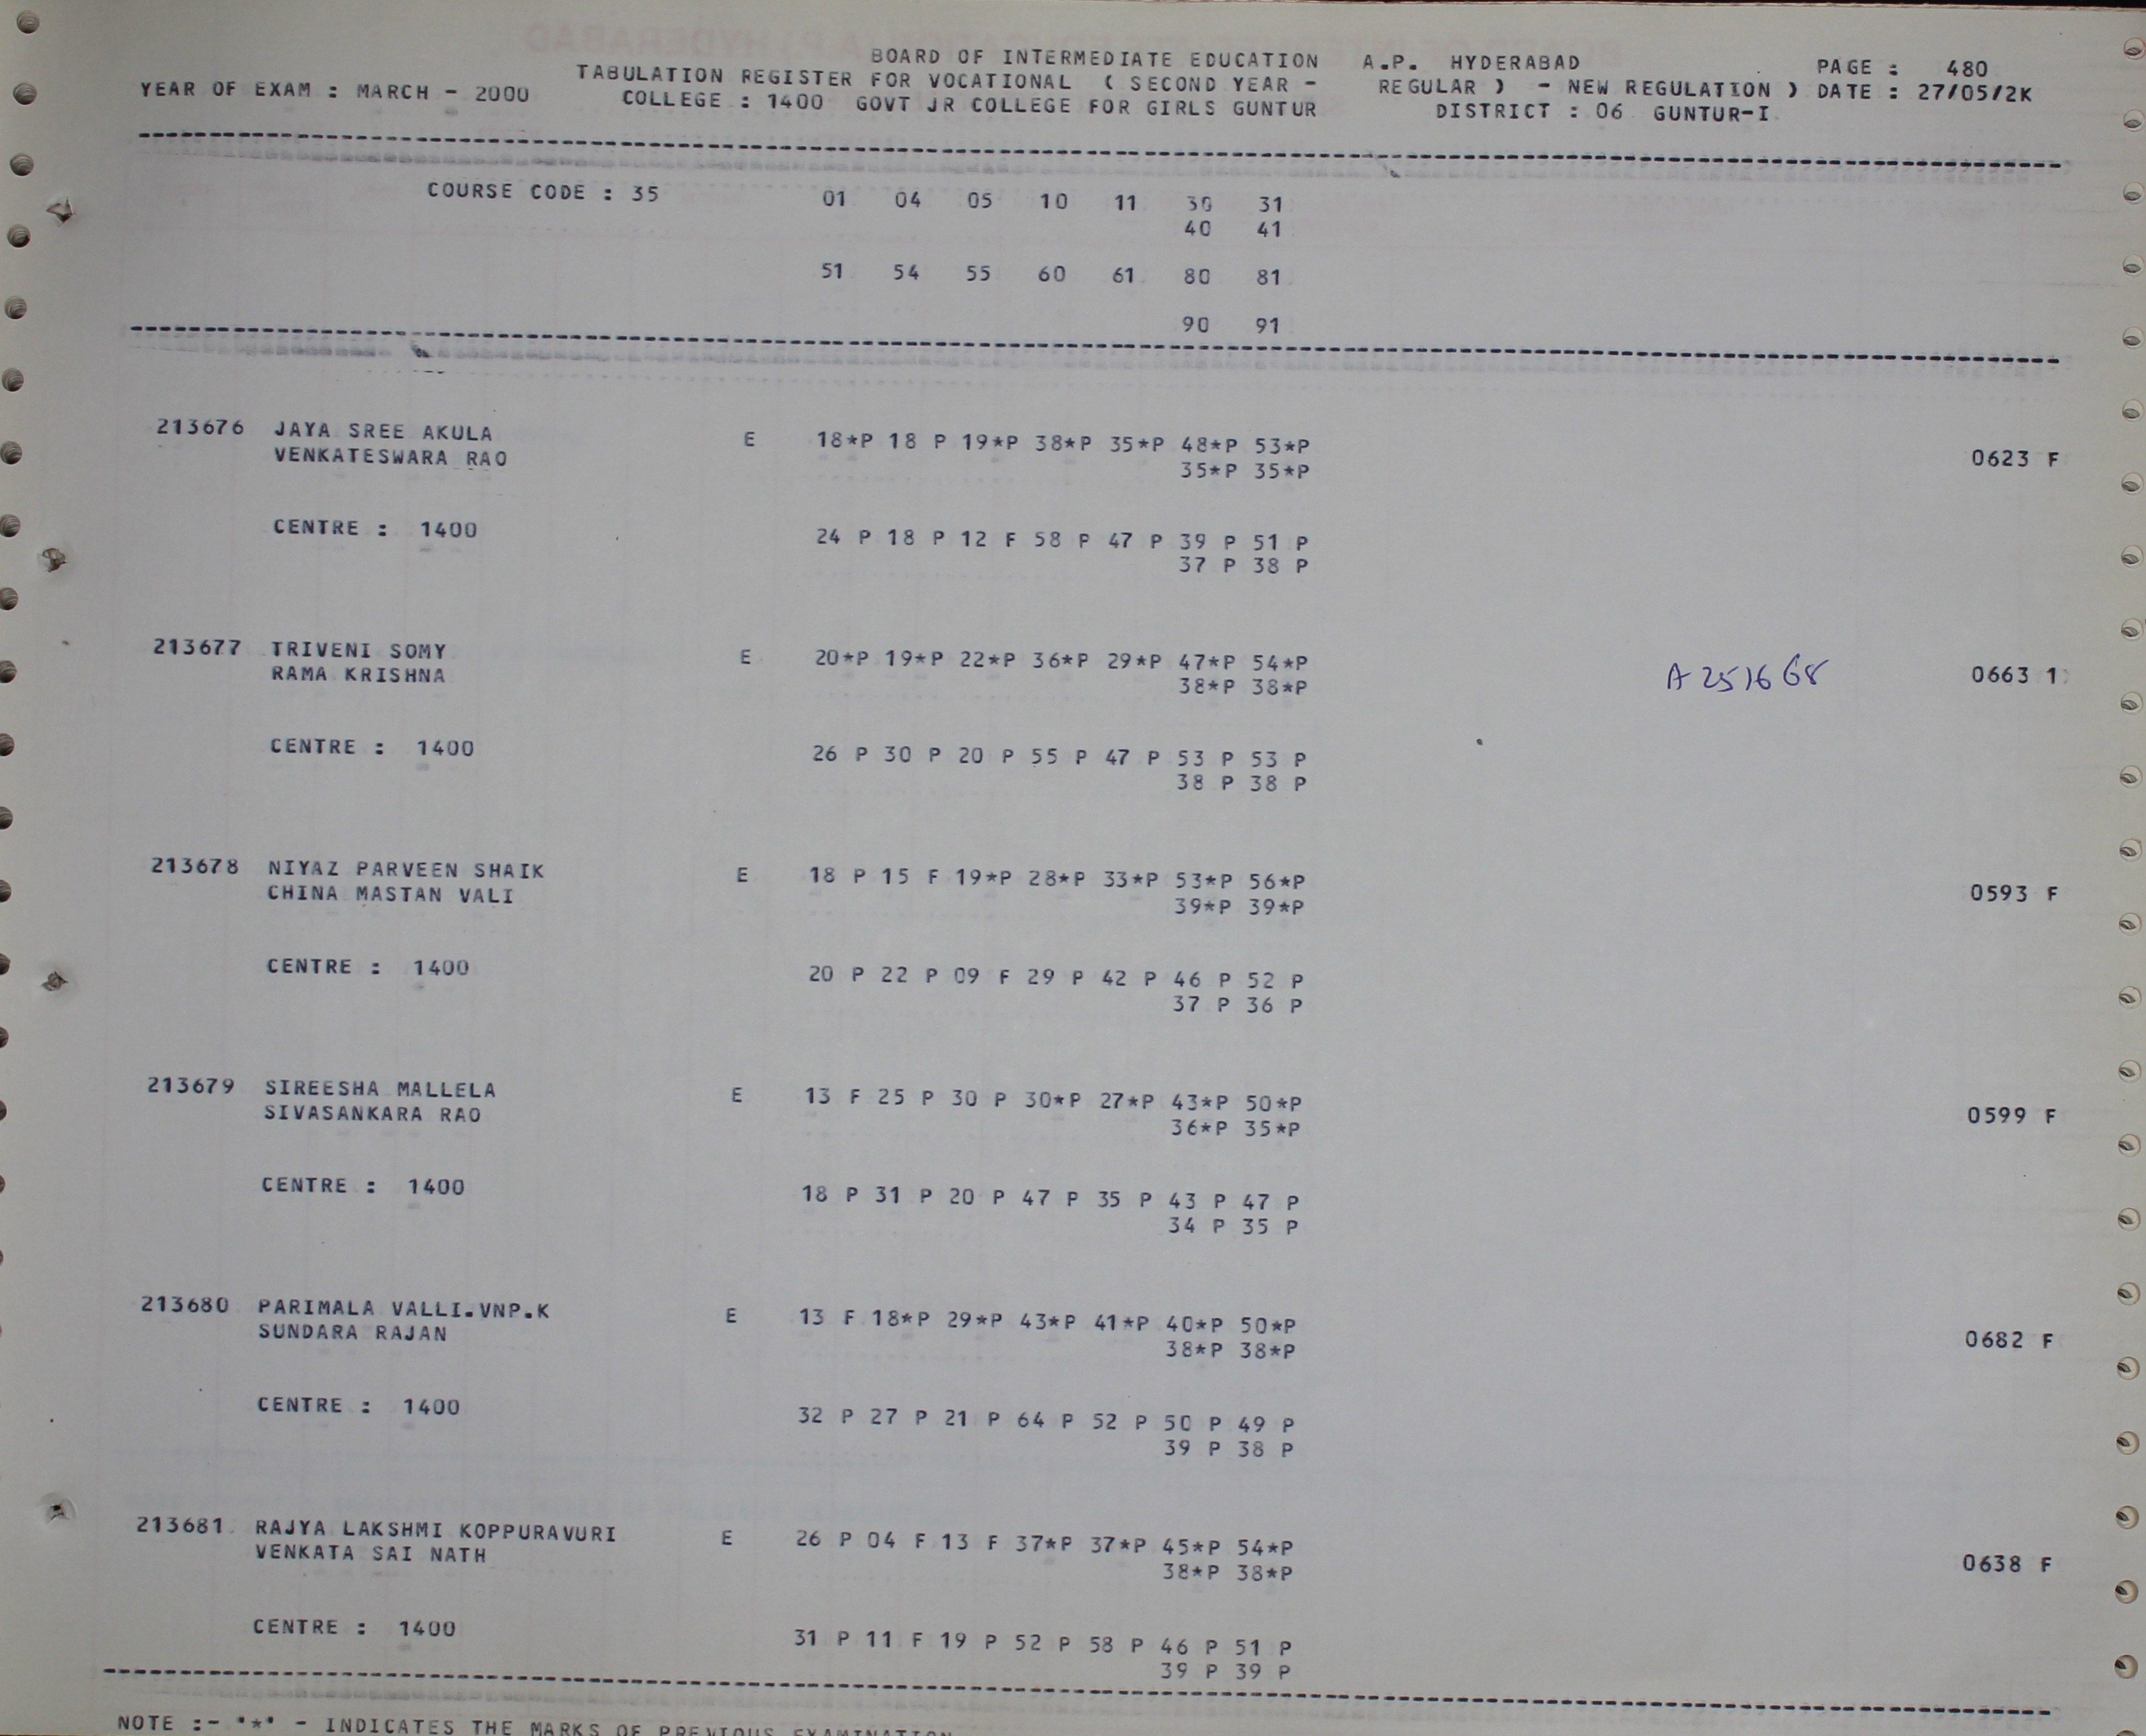 BOARD OF INTERMEDIATE EDUCATION A.P. HYDERABAD PAGE : 480
TABULATION REGISTER FOR VOCATIONAL ( SECOND YEAR - REGULAR ) - NEW REGULATION ) DATE : 27/05/2K
YEAR OF EXAM : MARCH - 2000 COLLEGE : 1400 GOVT JR COLLEGE FOR GIRLS GUNTUR DISTRICT : 06 GUNTUR-I
COURSE CODE : 35 01 04 05 10 11 30 31
40 41
51 54 55 60 61 80 81
90 91
213676 JAYA SREE AKULA E 18*P 18 P 19*P 38*P 35*P 48*P 53*P
VENKATESWARA RAO 35*P 35*P 0623 F
CENTRE : 1400 24 P 18 P 12 F 58 P 47 P 39 P 51 P
37 P 38 P
213677 TRIVENI SOMY E 20*P 19*P 22*P 36*P 29*P 47*P 54*P
RAMA KRISHNA 38*P 38*P A251668 0663 1
CENTRE : 1400 26 P 30 P 20 P 55 P 47 P 53 P 53 P
38 P 38 P
213678 NIYAZ PARVEEN SHAIK E 18 P 15 F 19*P 28*P 33*P 53*P 56*P
CHINA MASTAN VALI 39*P 39*P 0593 F
CENTRE : 1400 20 P 22 P 09 F 29 P 42 P 46 P 52 P
37 P 36 P
213679 SIREESHA MALLELA E 13 F 25 P 30 P 30*P 27*P 43*P 50*P
SIVASANKARA RAO 36*P 35*P 0599 F
CENTRE : 1400 18 P 31 P 20 P 47 P 35 P 43 P 47 P
34 P 35 P
213680 PARIMALA VALLI.VNP.K E 13 F 18*P 29*P 43*P 41*P 40*P 50*P
SUNDARA RAJAN 38*P 38*P 0682 F
CENTRE : 1400 32 P 27 P 21 P 64 P 52 P 50 P 49 P
39 P 38 P
213681 RAJYA LAKSHMI KOPPURAVURI E 26 P 04 F 13 F 37*P 37*P 45*P 54*P
VENKATA SAI NATH 38*P 38*P 0638 F
CENTRE : 1400 31 P 11 F 19 P 52 P 58 P 46 P 51 P
39 P 39 P
NOTE :- "*" - INDICATES THE MARKS OF PREVIOUS EXAMINATION